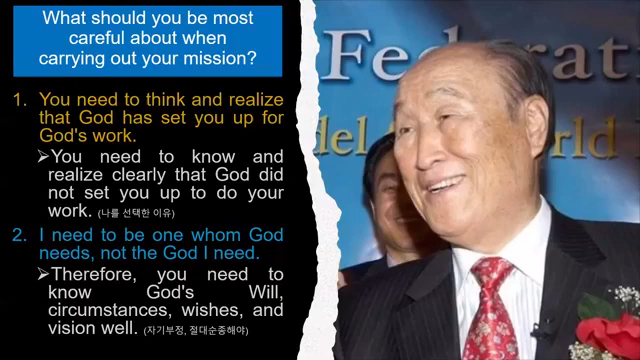 What should you be most
careful about when
carrying out your mission?
1. You need to think and realize
that God has set you up for
God's work.
➢You need to know and
realize clearly that God did
not set you up to do your
work. (나를 선택한 이유)
2. I need to be one whom God
needs, not the God I need.
➢Therefore, you need to
know God's Will,
circumstances, wishes, and
vision well. (자기부정, 절대순종해야)
Federat
del orld